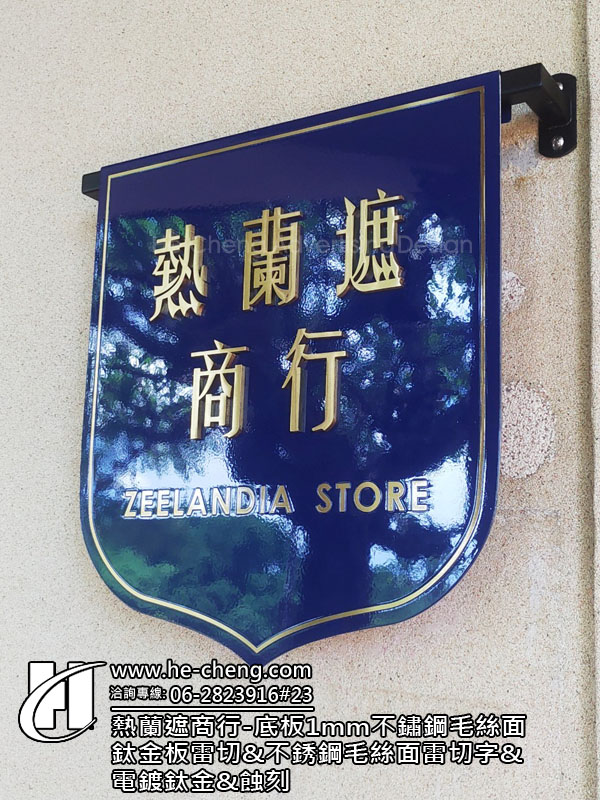 熱蘭遮
商行
ZEELANDIA STORE
www.he-cheng.com
洽詢專線:06-2823916#23
熱蘭嫬商行-底板1mm不鏽鋼毛絲面
鈦金板雷切&不銹鋼毛絲面雷切字&
電鍍鈦金&蝕刻